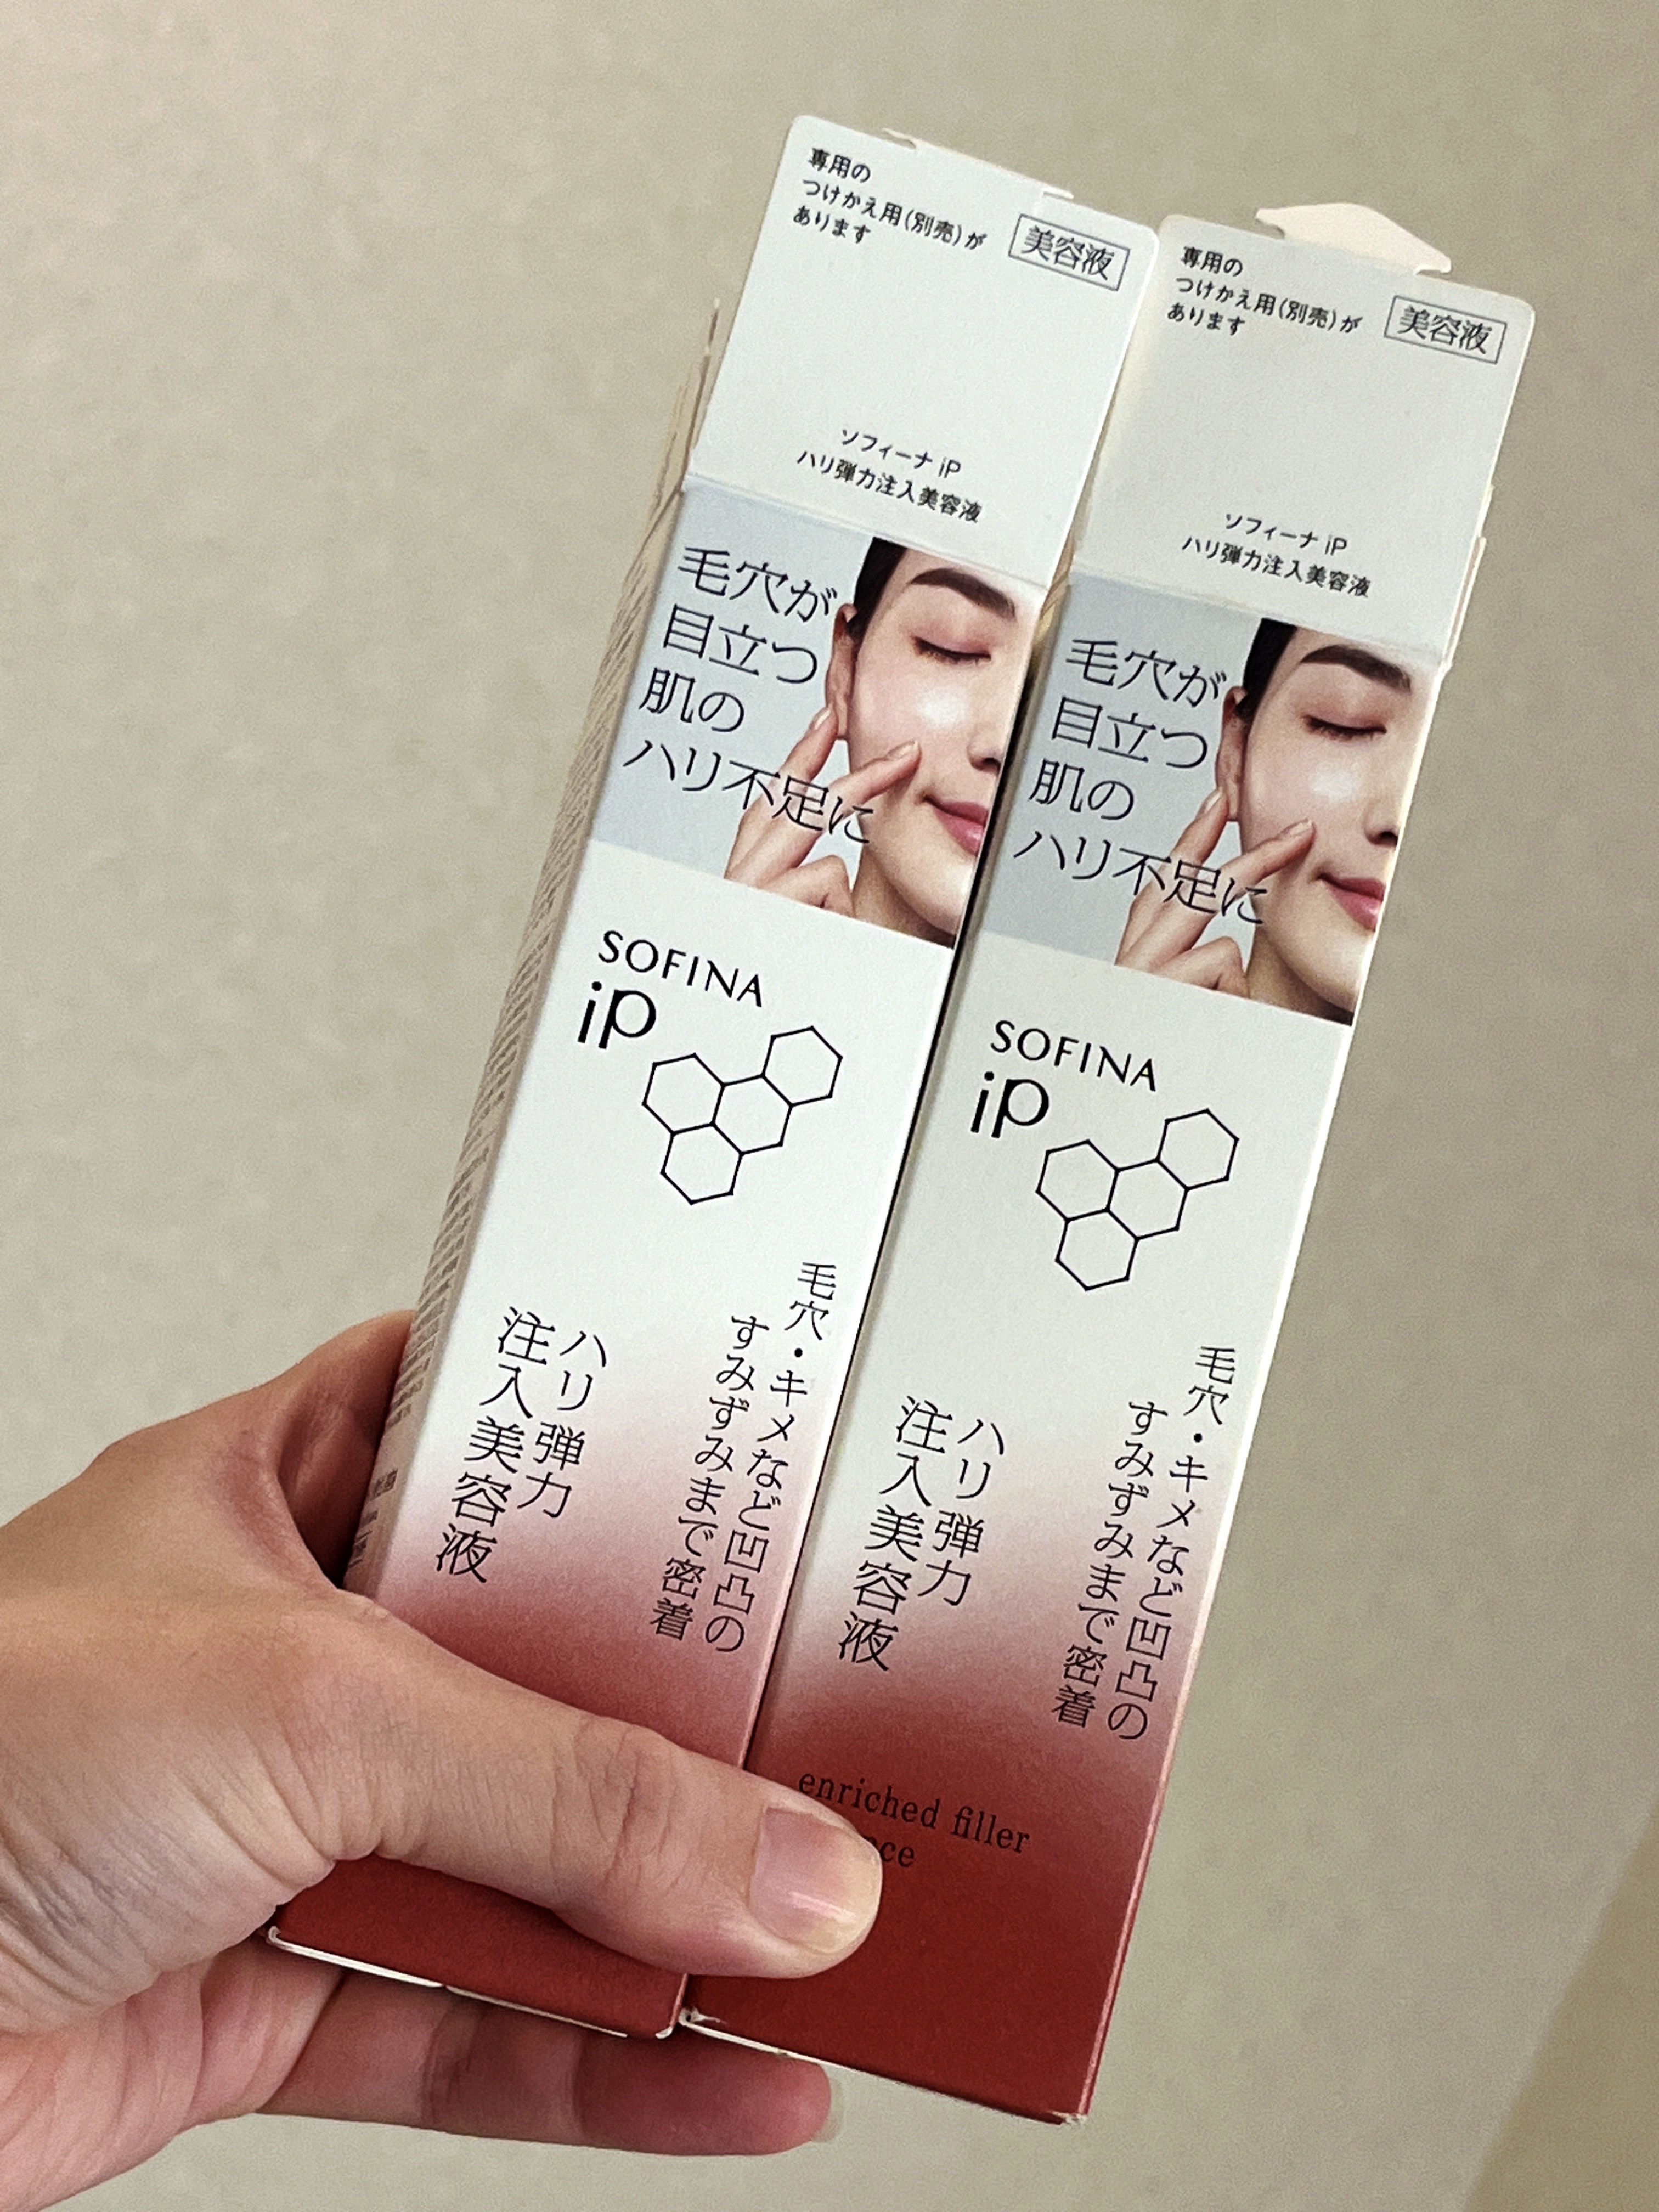 専用の
つけかえ用(別売)が
あります
美容液
ソフィーナ iP
ハリ弾力注入美容液
毛穴が
目立つ
肌の
ハリ不足に
SOFINA
iP
毛穴・キメなど凹凸の
すみずみまで密着
ハリ弾力
注入美容液
専用の
つけかえ用(別売)が
あります
美容液
ソフィーナ iP
ハリ弾力注入美容液
毛穴が
目立つ
肌の
ハリ不足に
SOFINA
iP
毛穴・キメなど凹凸の
すみずみまで密着
ハリ弾力
注入美容液
enriched filler